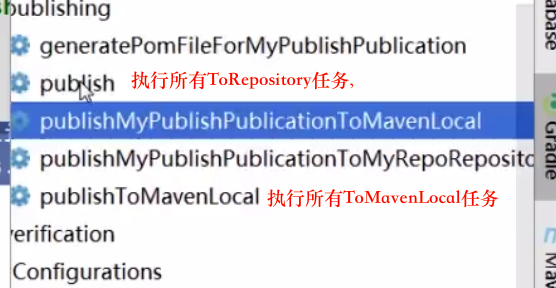 publishing
generatePomFileForMyPublishPublication
publish 执行所有ToRepository任务,
publishMyPublishPublicationToMavenLocal
publishMyPublishPublicationToMyRepoReposito
publishToMavenLocal 执行所有ToMavenLocal任务
verification
Configurations
Gradle